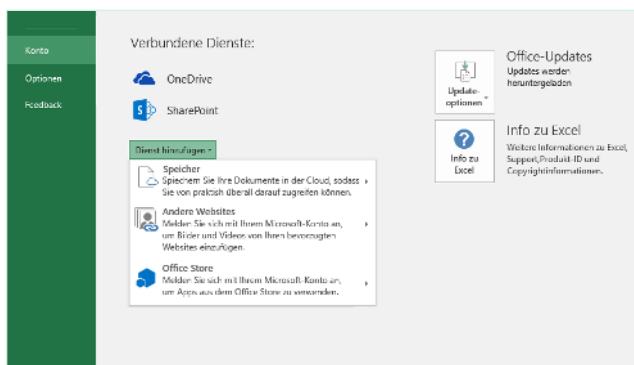 Konto
Optionen
Feedback
Verbundene Dienste:
OneDrive
SharePoint
Dienst hinzufügen
Speicher
Speichern Sie Ihre Dokumente in der Cloud, sodass
Sie von praktisch überall darauf zugreifen können.
Andere Websites
Melden Sie sich mit Ihrem Microsoft-Konto an,
um Bilder und Videos von Ihren bevorzugten
Websites einzufügen.
Office Store
Melden Sie sich mit Ihrem Microsoft-Konto an,
um Apps aus dem Office Store zu verwenden.
Update-
optionen
Office-Updates
Updates werden
heruntergeladen
Info zu
Excel
Info zu Excel
Weitere Informationen zu Excel,
Support,Produkt-ID und
Copyrightinformationen.